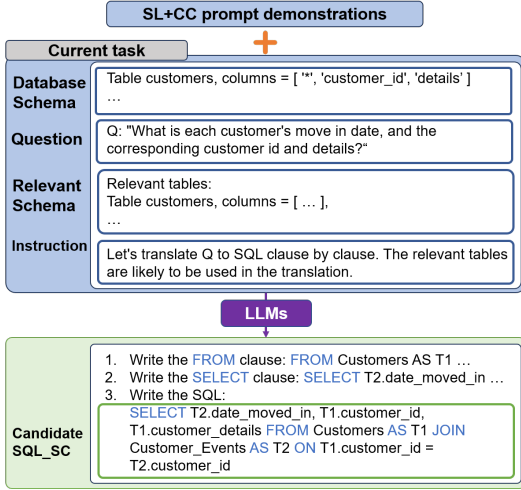 SL+CC prompt demonstrations
Current task
Database Schema
Table customers, columns = [ '*', 'customer_id', 'details' ]
…
Question
Q: "What is each customer's move in date, and the
corresponding customer id and details?“
Relevant Schema
Relevant tables:
Table customers, columns = [ … ],
…
Instruction
Let's translate Q to SQL clause by clause. The relevant tables
are likely to be used in the translation.
LLMs
Candidate SQL_SC
1. Write the FROM clause: FROM Customers AS T1 …
2. Write the SELECT clause: SELECT T2.date_moved_in …
3. Write the SQL:
SELECT T2.date_moved_in, T1.customer_id,
T1.customer_details FROM Customers AS T1 JOIN
Customer_Events AS T2 ON T1.customer_id =
T2.customer_id